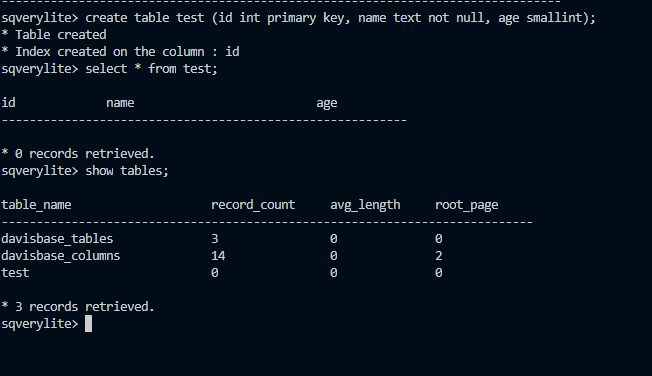 sqverylite> create table test (id int primary key, name text not null, age smallint);
* Table created
* Index created on the column : id
sqverylite> select * from test;
id name age
----------------------------------------------------------
* 0 records retrieved.
sqverylite> show tables;
table_name record_count avg_length root_page
----------------------------------------------------------------------------
davisbase_tables 3 0 0
davisbase_columns 14 0 2
test 0 0 0
* 3 records retrieved.
sqverylite>